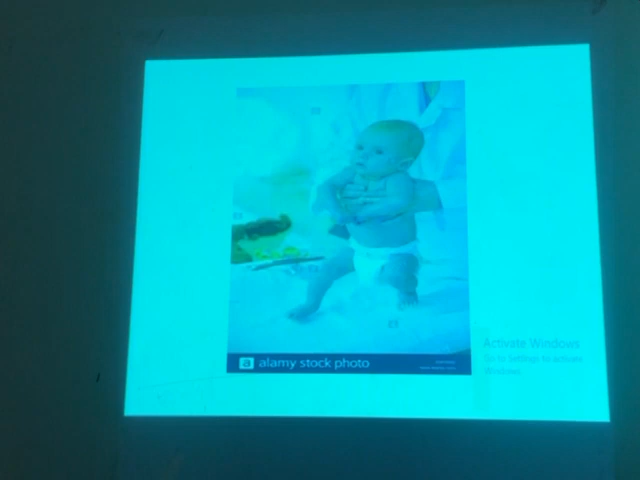 a alamy stock photo
Activate Windows
Go to Settings to activate
Windows.